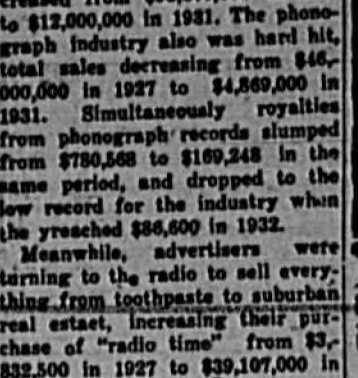 to $12,000,000 in 1931. The phono-
graph industry also was hard hit,
total sales decreasing from $46,-
000,000 in 1927 to $4,869,000 in
1931. Simultaneously royalties
from phonograph records slumped
from $780,568 to $169,248 in the
same period, and dropped to the
low record for the industry when
the yreached $86,600 in 1932.
Meanwhile, advertisers were
turning to the radio to sell every-
thing from toothpaste to suburban
real estaet, increasing their pur-
chase of "radio time" from $3,-
832,500 in 1927 to $39,107,000 in